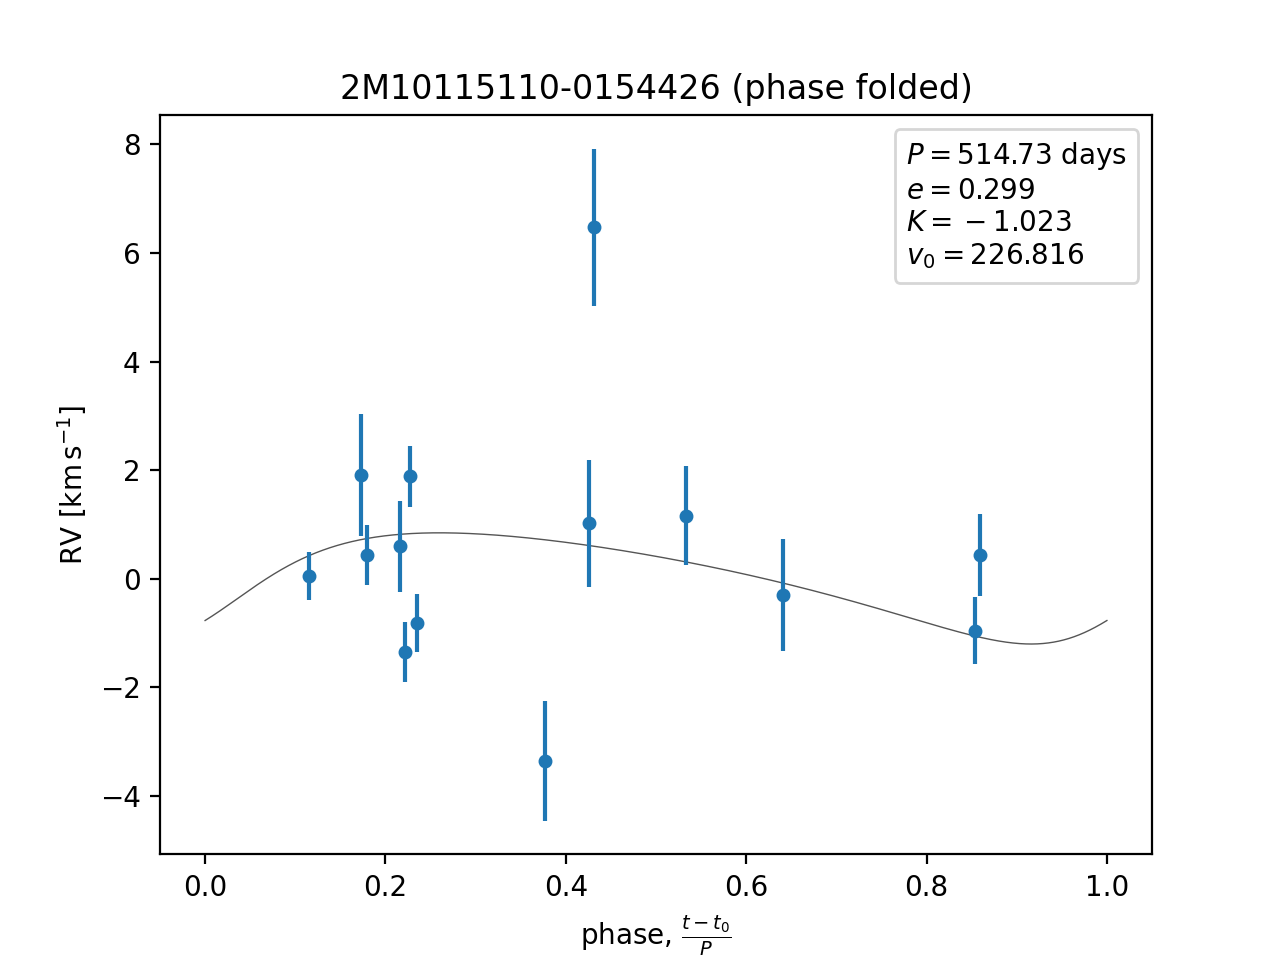 2M10115110-0154426 (phase folded)
P = 514.73 days
e = 0.299
K = −1.023
v₀ = 226.816
8
6
4
2
0
−2
−4
RV [km s⁻¹]
0.0 0.2 0.4 0.6 0.8 1.0
phase, (t − t₀)/P